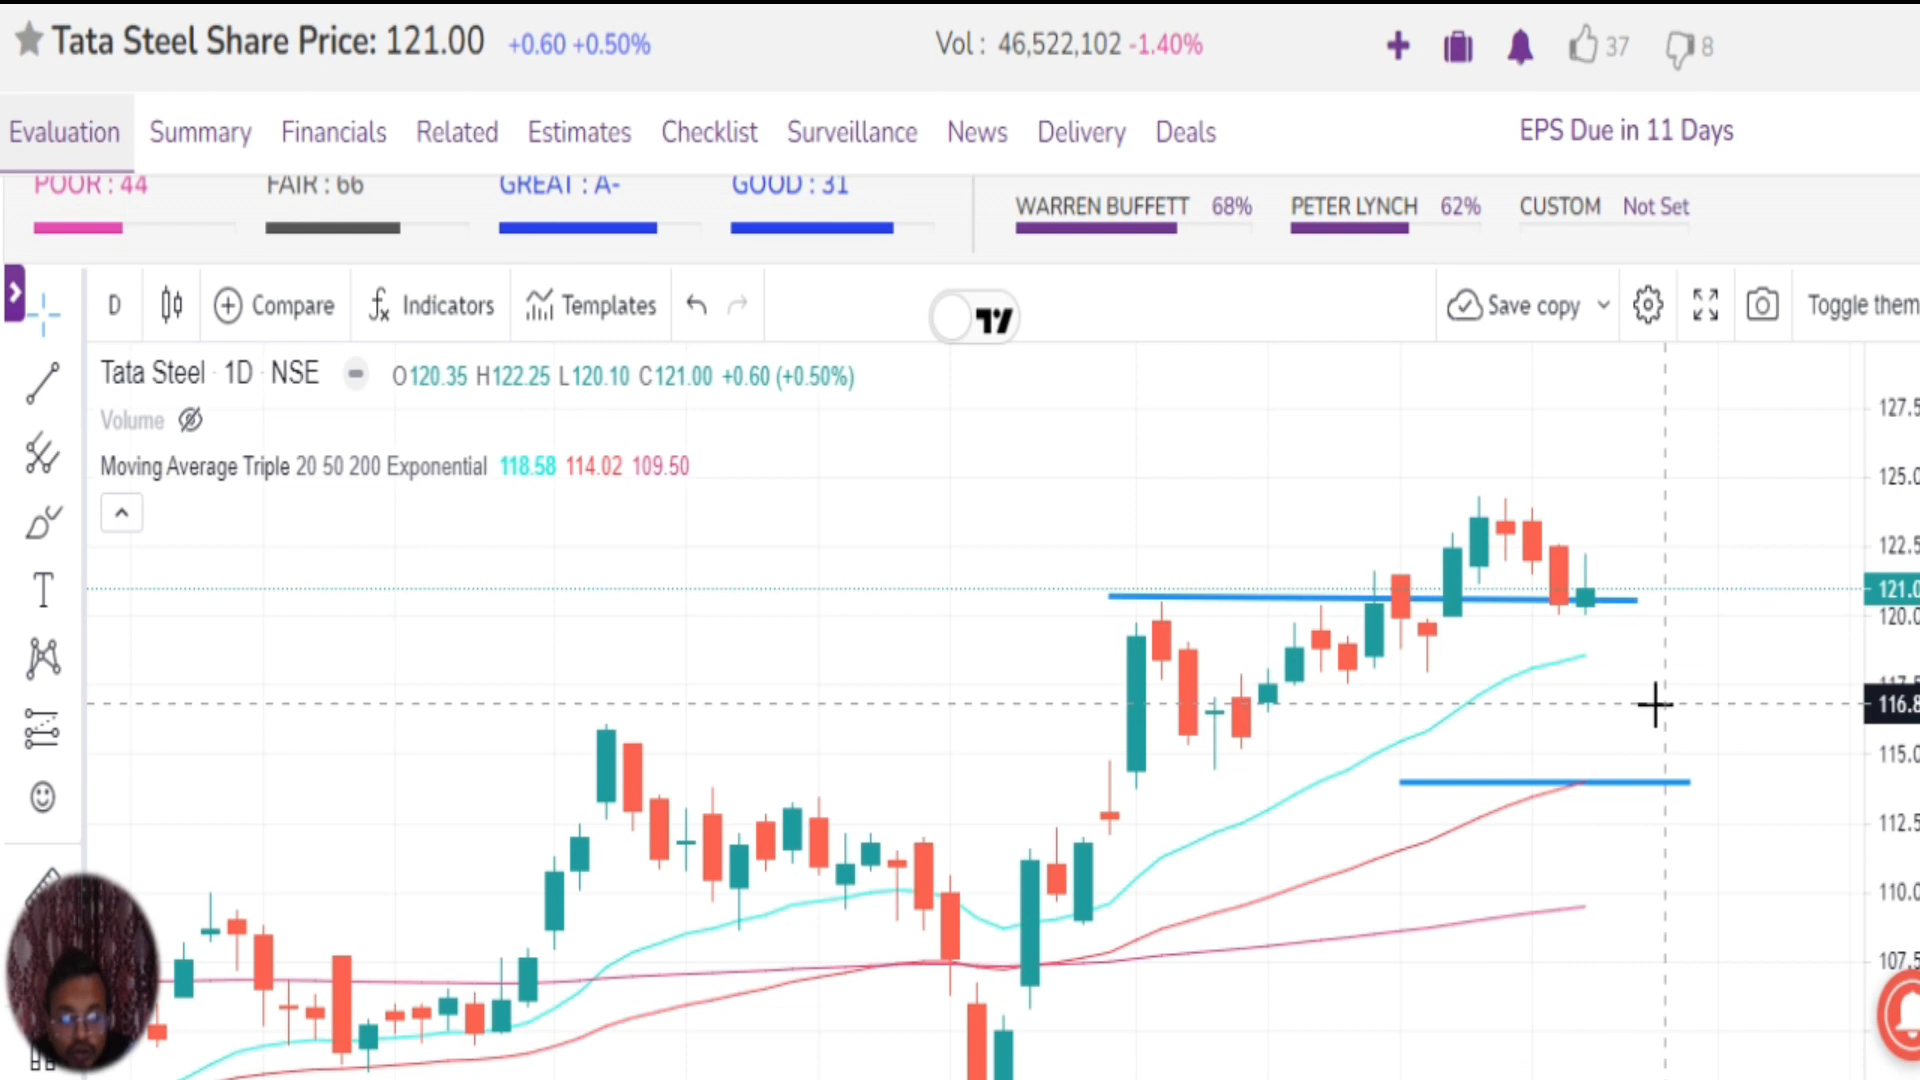 Tata Steel Share Price: 121.00 +0.60 +0.50% Vol : 46,522,102 -1.40% 37 8
Evaluation Summary Financials Related Estimates Checklist Surveillance News Delivery Deals EPS Due in 11 Days
POOR : 44 FAIR : 66 GREAT : A- GOOD : 31 WARREN BUFFETT 68% PETER LYNCH 62% CUSTOM Not Set
D Compare fx Indicators Templates Save copy Toggle them
Tata Steel · 1D · NSE O120.35 H122.25 L120.10 C121.00 +0.60 (+0.50%)
Volume
Moving Average Triple 20 50 200 Exponential 118.58 114.02 109.50
127.5
125.0
122.5
121.0
120.0
117.5
116.8
115.0
112.5
110.0
107.5